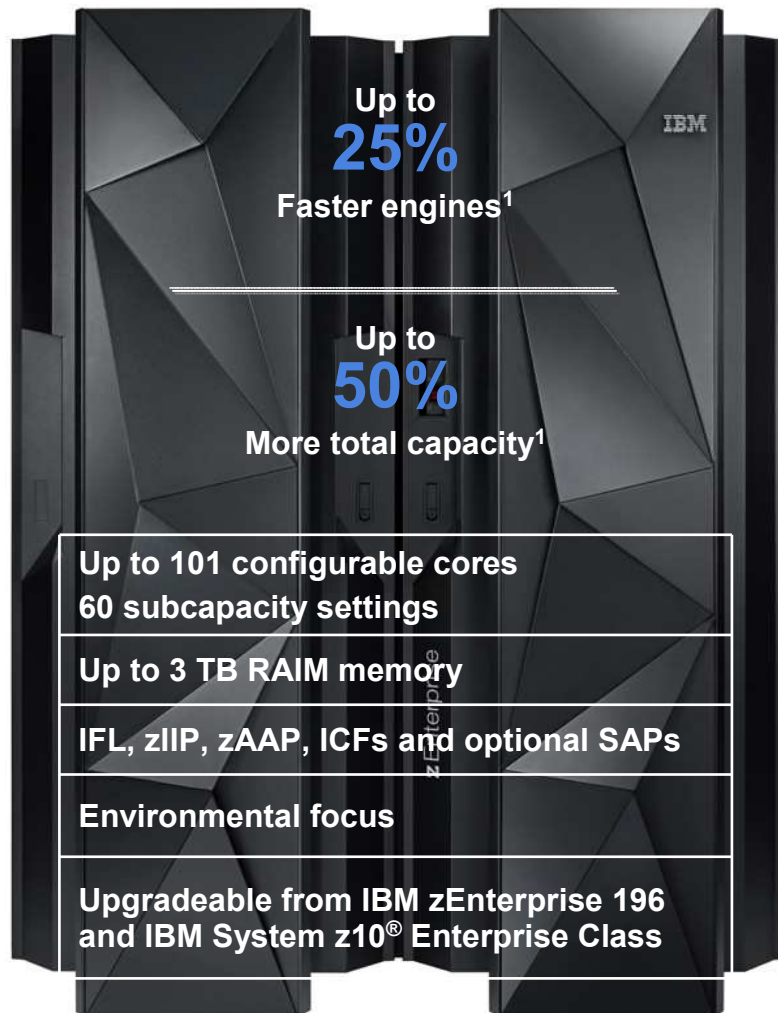 Up to
25%
IBM
Faster engines¹
Up to
50%
More total capacity¹
Up to 101 configurable cores
60 subcapacity settings
Up to 3 TB RAIM memory
IFL, zIIP, zAAP, ICFs and optional SAPs
zEnterprise
Environmental focus
Upgradeable from IBM zEnterprise 196
and IBM System z10® Enterprise Class